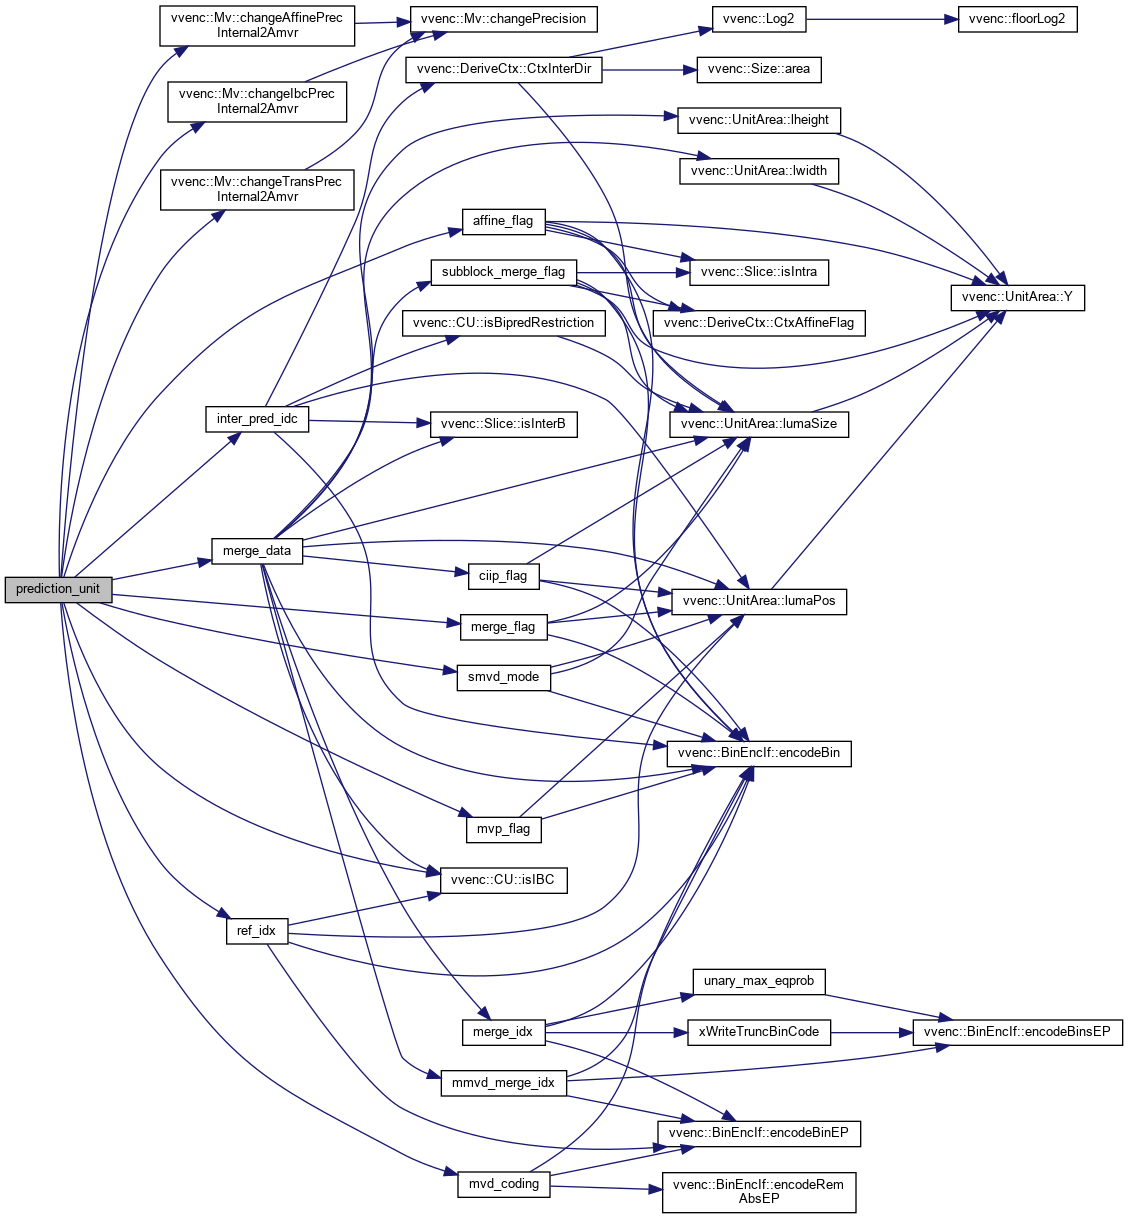 vvenc::Mv::changeAffinePrec
Internal2Amvr
vvenc::Mv::changePrecision
vvenc::Log2
vvenc::floorLog2
vvenc::DeriveCtx::CtxInterDir
vvenc::Size::area
vvenc::Mv::changeIbcPrec
Internal2Amvr
vvenc::UnitArea::lheight
vvenc::UnitArea::lwidth
vvenc::Mv::changeTransPrec
Internal2Amvr
affine_flag
subblock_merge_flag
vvenc::Slice::isIntra
vvenc::UnitArea::Y
vvenc::CU::isBipredRestriction
vvenc::DeriveCtx::CtxAffineFlag
inter_pred_idc
vvenc::Slice::isInterB
vvenc::UnitArea::lumaSize
merge_data
ciip_flag
prediction_unit
vvenc::UnitArea::lumaPos
merge_flag
smvd_mode
vvenc::BinEncIf::encodeBin
mvp_flag
vvenc::CU::isIBC
ref_idx
unary_max_eqprob
merge_idx
xWriteTruncBinCode
vvenc::BinEncIf::encodeBinsEP
mmvd_merge_idx
vvenc::BinEncIf::encodeBinEP
mvd_coding
vvenc::BinEncIf::encodeRem
AbsEP